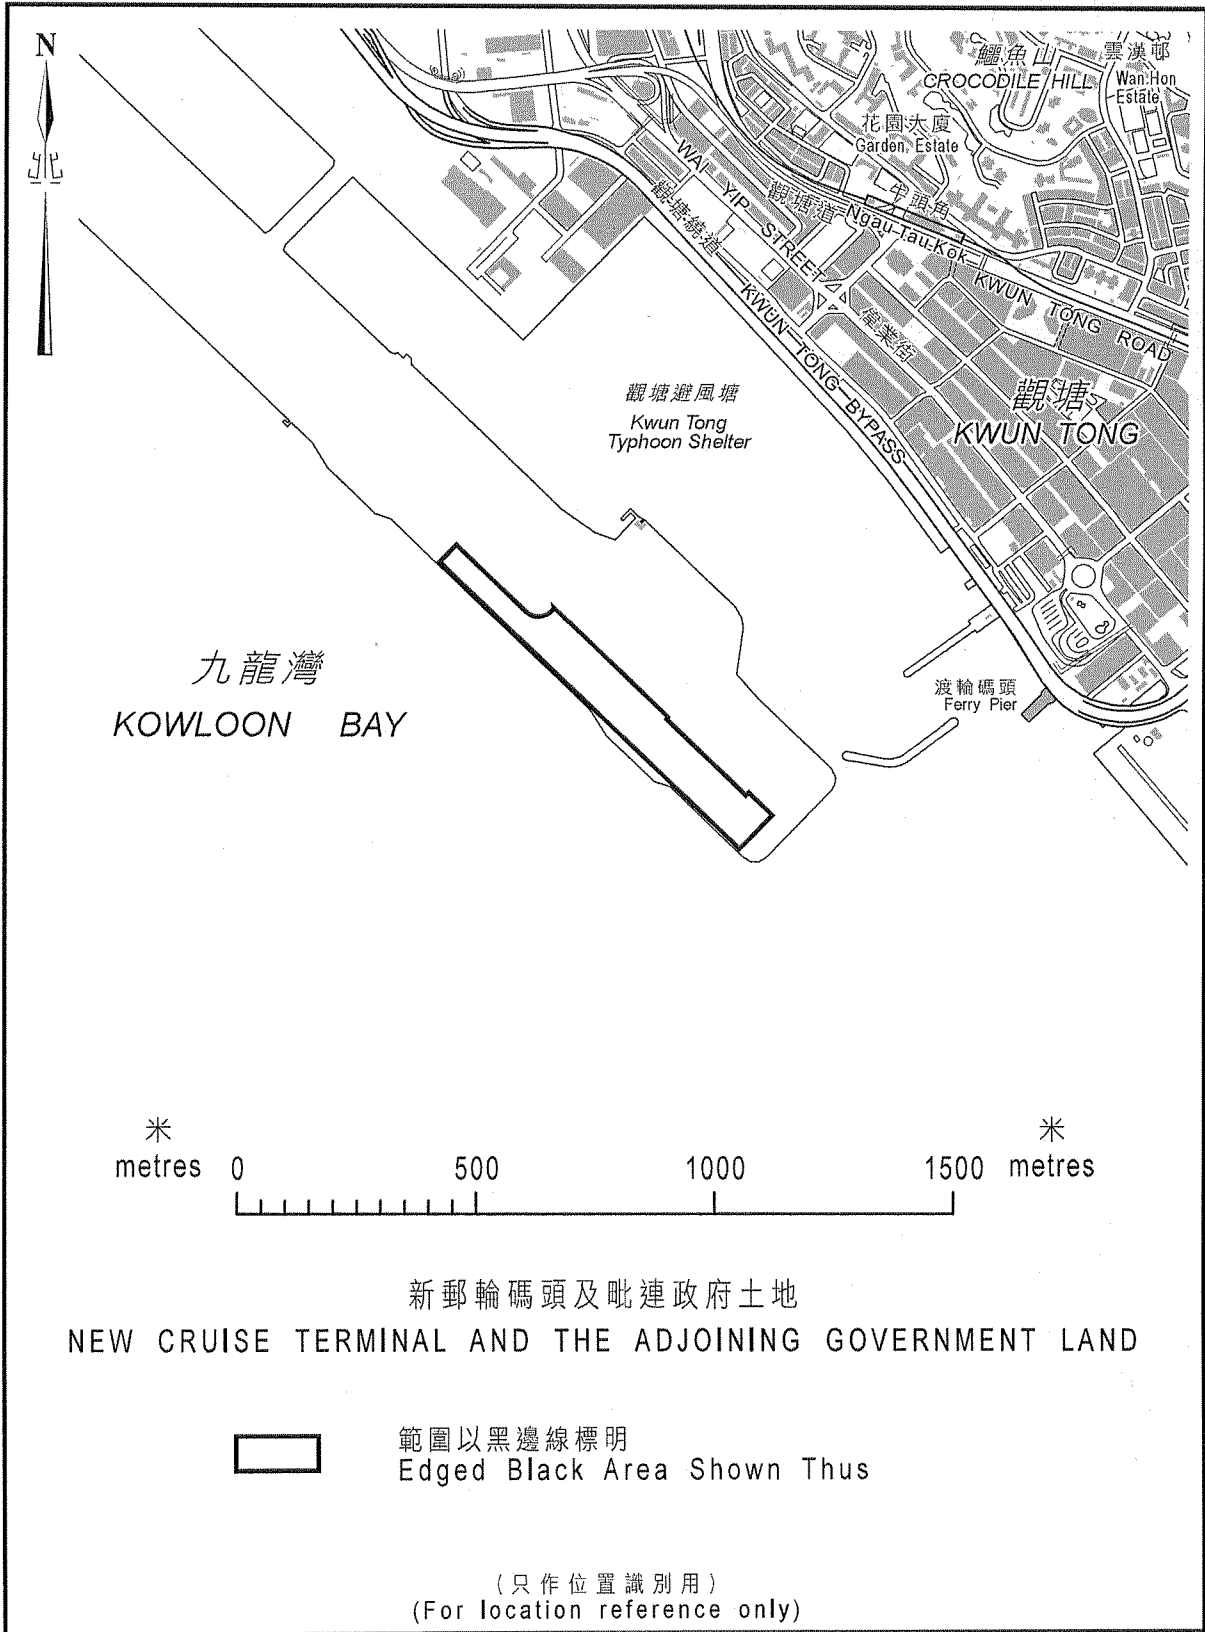 N
鱷魚山
CROCODILE HILL
雲漢邨
Wan Hon
Estate
花園大廈
Garden Estate
牛頭角
Ngau Tau Kok
觀塘道
KWUN TONG ROAD
WAI YIP STREET
偉業街
觀塘繞道
KWUN TONG BYPASS
觀塘避風塘
Kwun Tong
Typhoon Shelter
觀塘
KWUN TONG
九龍灣
KOWLOON BAY
渡輪碼頭
Ferry Pier
米 米
metres 0 500 1000 1500 metres
新郵輪碼頭及毗連政府土地
NEW CRUISE TERMINAL AND THE ADJOINING GOVERNMENT LAND
範圍以黑邊線標明
Edged Black Area Shown Thus
(只作位置識別用)
(For location reference only)